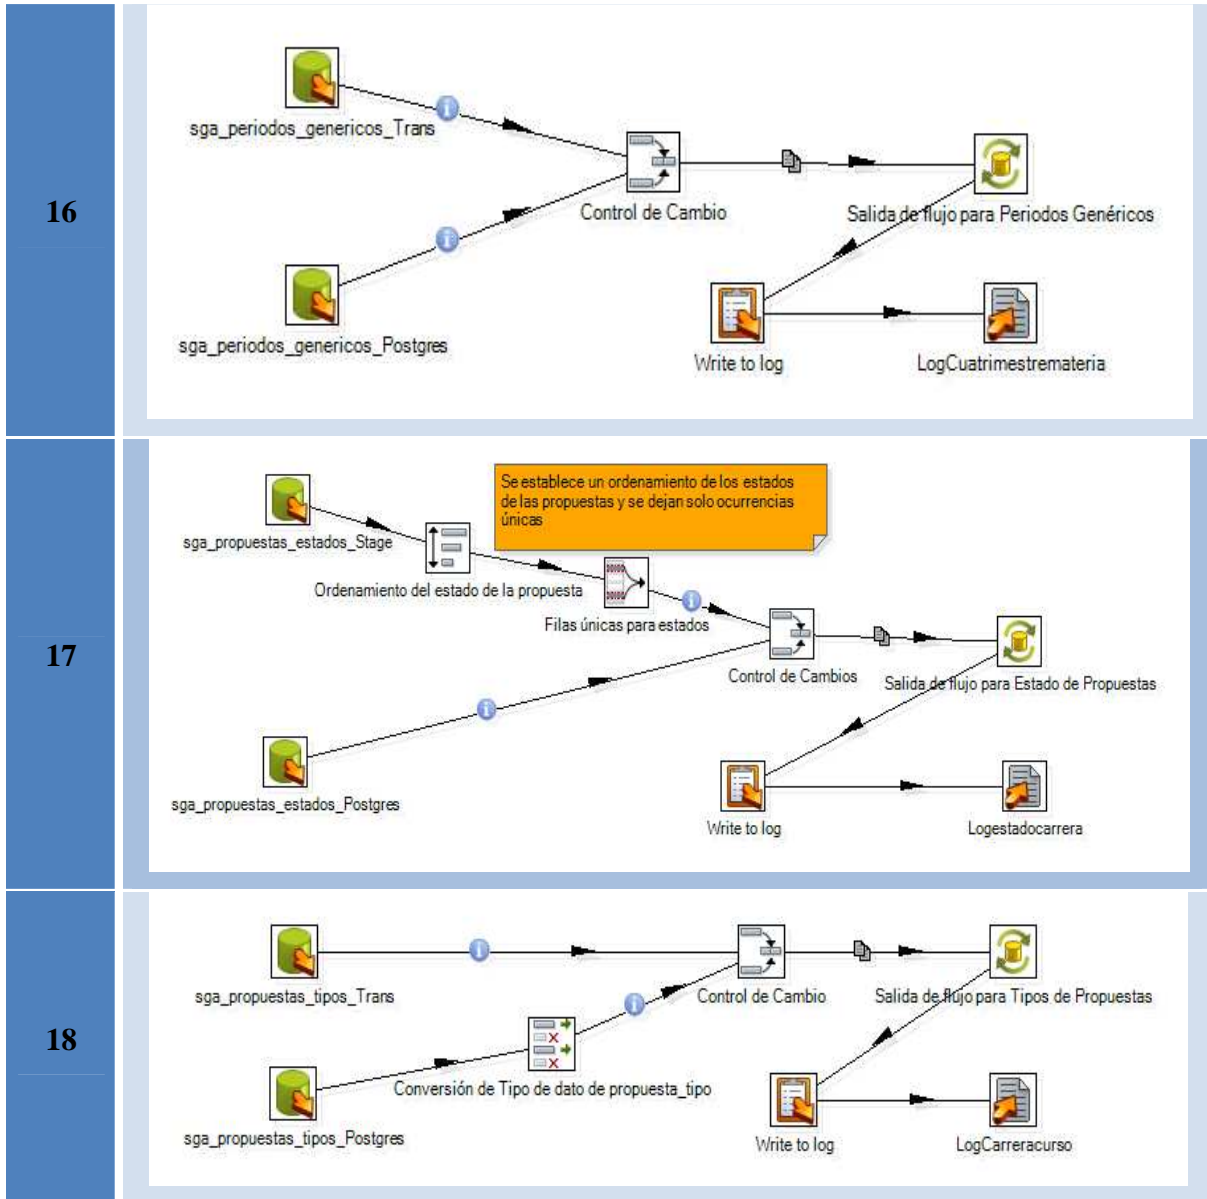 16
sga_periodos_genericos_Trans
Control de Cambio
Salida de flujo para Periodos Genéricos
sga_periodos_genericos_Postgres
Write to log
LogCuatrimestremateria
17
Se establece un ordenamiento de los estados
de las propuestas y se dejan solo ocurrencias
únicas
sga_propuestas_estados_Stage
Ordenamiento del estado de la propuesta
Filas únicas para estados
Control de Cambios
Salida de flujo para Estado de Propuestas
sga_propuestas_estados_Postgres
Write to log
Logestadocarrera
18
sga_propuestas_tipos_Trans
Control de Cambio
Salida de flujo para Tipos de Propuestas
Conversión de Tipo de dato de propuesta_tipo
sga_propuestas_tipos_Postgres
Write to log
LogCarreracurso